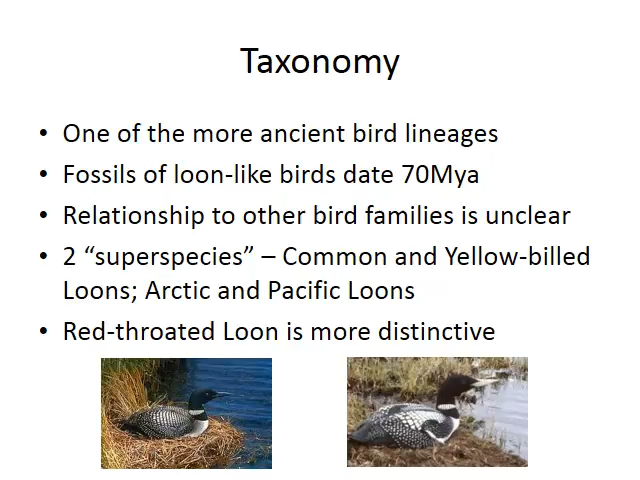 Taxonomy
• One of the more ancient bird lineages
• Fossils of loon-like birds date 70Mya
• Relationship to other bird families is unclear
• 2 “superspecies” – Common and Yellow-billed
Loons; Arctic and Pacific Loons
• Red-throated Loon is more distinctive